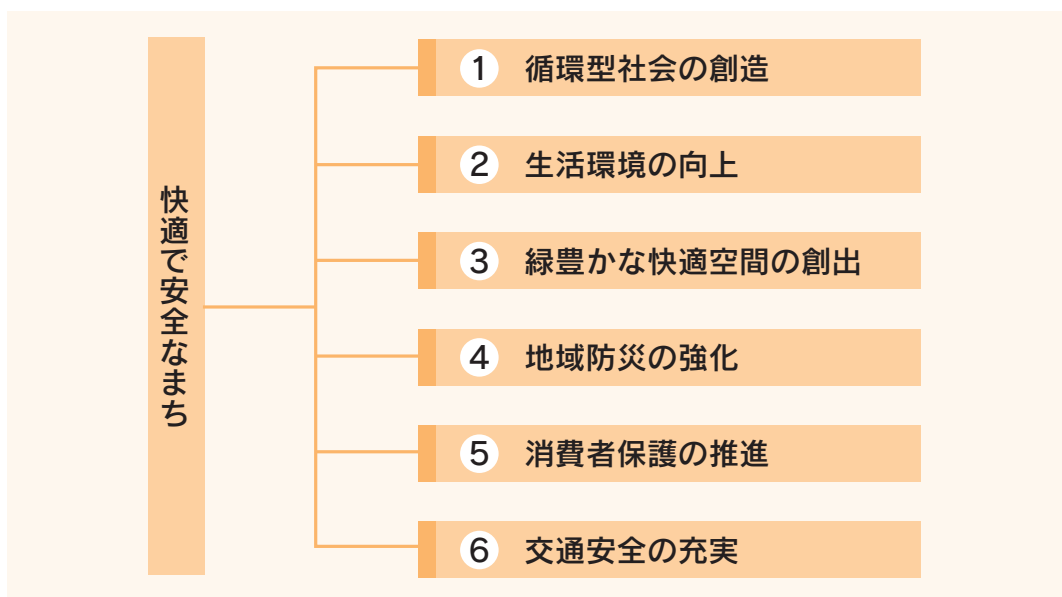 快適で安全なまち
1 循環型社会の創造
2 生活環境の向上
3 緑豊かな快適空間の創出
4 地域防災の強化
5 消費者保護の推進
6 交通安全の充実